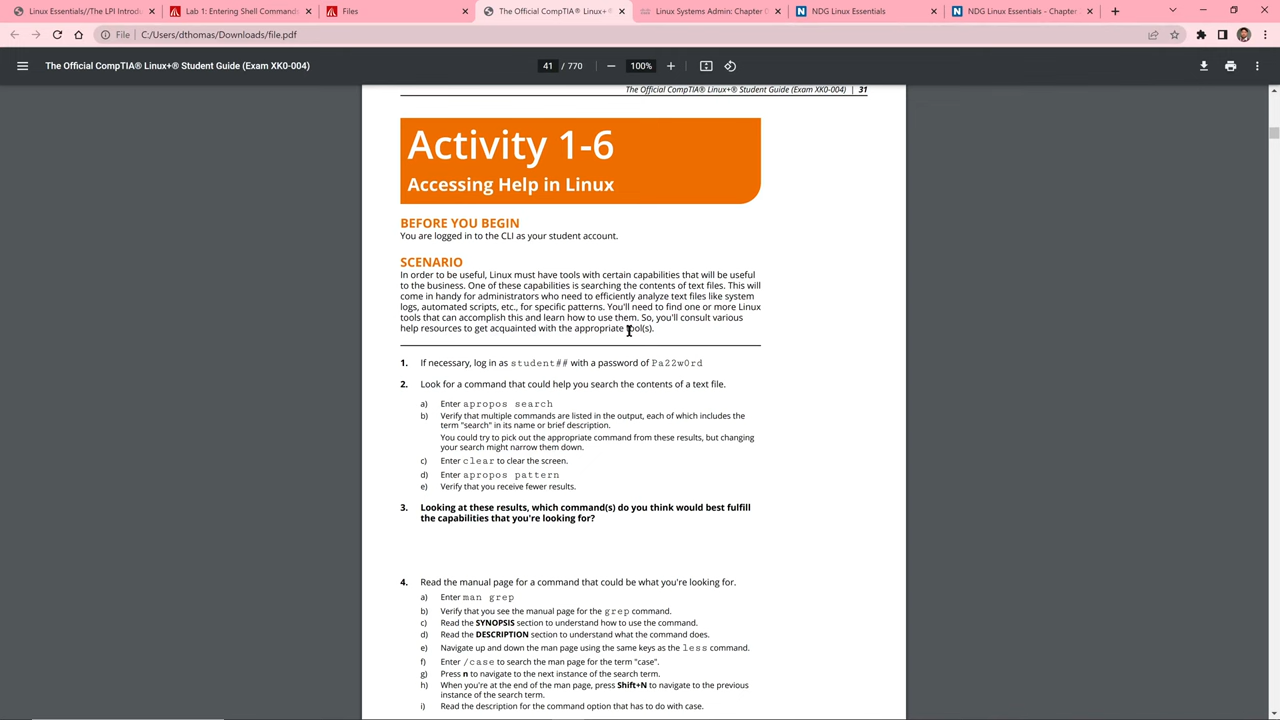 Linux Essentials/The LPI Introdu
Lab 1: Entering Shell Command
Files
The Official CompTIA® Linux+®
Linux Systems Admin: Chapter
NDG Linux Essentials
NDG Linux Essentials - Chapter
File
C:/Users/dthomas/Downloads/file.pdf
The Official CompTIA® Linux+® Student Guide (Exam XK0-004)
41 / 770
100%
The Official CompTIA® Linux+® Student Guide (Exam XK0-004) | 31
Activity 1-6
Accessing Help in Linux
BEFORE YOU BEGIN
You are logged in to the CLI as your student account.
SCENARIO
In order to be useful, Linux must have tools with certain capabilities that will be useful
to the business. One of these capabilities is searching the contents of text files. This will
come in handy for administrators who need to efficiently analyze text files like system
logs, automated scripts, etc., for specific patterns. You'll need to find one or more Linux
tools that can accomplish this and learn how to use them. So, you'll consult various
help resources to get acquainted with the appropriate tool(s).
1. If necessary, log in as student## with a password of Pa22w0rd
2. Look for a command that could help you search the contents of a text file.
a) Enter apropos search
b) Verify that multiple commands are listed in the output, each of which includes the
term "search" in its name or brief description.
You could try to pick out the appropriate command from these results, but changing
your search might narrow them down.
c) Enter clear to clear the screen.
d) Enter apropos pattern
e) Verify that you receive fewer results.
3. Looking at these results, which command(s) do you think would best fulfill
the capabilities that you're looking for?
4. Read the manual page for a command that could be what you're looking for.
a) Enter man grep
b) Verify that you see the manual page for the grep command.
c) Read the SYNOPSIS section to understand how to use the command.
d) Read the DESCRIPTION section to understand what the command does.
e) Navigate up and down the man page using the same keys as the less command.
f) Enter /case to search the man page for the term "case".
g) Press n to navigate to the next instance of the search term.
h) When you're at the end of the man page, press Shift+N to navigate to the previous
instance of the search term.
i) Read the description for the command option that has to do with case.